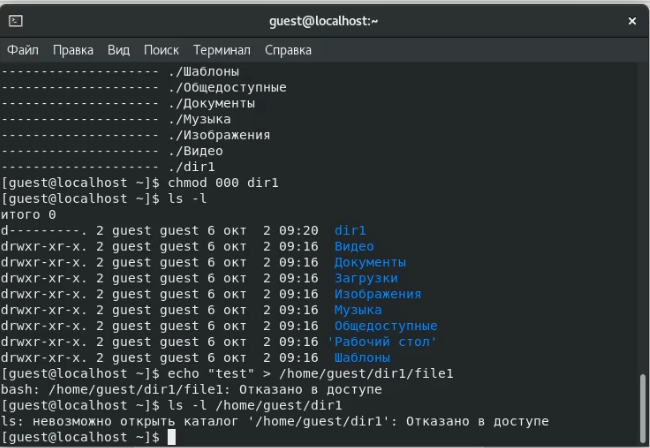 guest@localhost:~
Файл Правка Вид Поиск Терминал Справка
-------------------- ./Шаблоны
-------------------- ./Общедоступные
-------------------- ./Документы
-------------------- ./Музыка
-------------------- ./Изображения
-------------------- ./Видео
-------------------- ./dir1
[guest@localhost ~]$ chmod 000 dir1
[guest@localhost ~]$ ls -l
итого 0
d---------. 2 guest guest 6 окт  2 09:20  dir1
drwxr-xr-x. 2 guest guest 6 окт  2 09:16  Видео
drwxr-xr-x. 2 guest guest 6 окт  2 09:16  Документы
drwxr-xr-x. 2 guest guest 6 окт  2 09:16  Загрузки
drwxr-xr-x. 2 guest guest 6 окт  2 09:16  Изображения
drwxr-xr-x. 2 guest guest 6 окт  2 09:16  Музыка
drwxr-xr-x. 2 guest guest 6 окт  2 09:16  Общедоступные
drwxr-xr-x. 2 guest guest 6 окт  2 09:16 'Рабочий стол'
drwxr-xr-x. 2 guest guest 6 окт  2 09:16  Шаблоны
[guest@localhost ~]$ echo "test" > /home/guest/dir1/file1
bash: /home/guest/dir1/file1: Отказано в доступе
[guest@localhost ~]$ ls -l /home/guest/dir1
ls: невозможно открыть каталог '/home/guest/dir1': Отказано в доступе
[guest@localhost ~]$